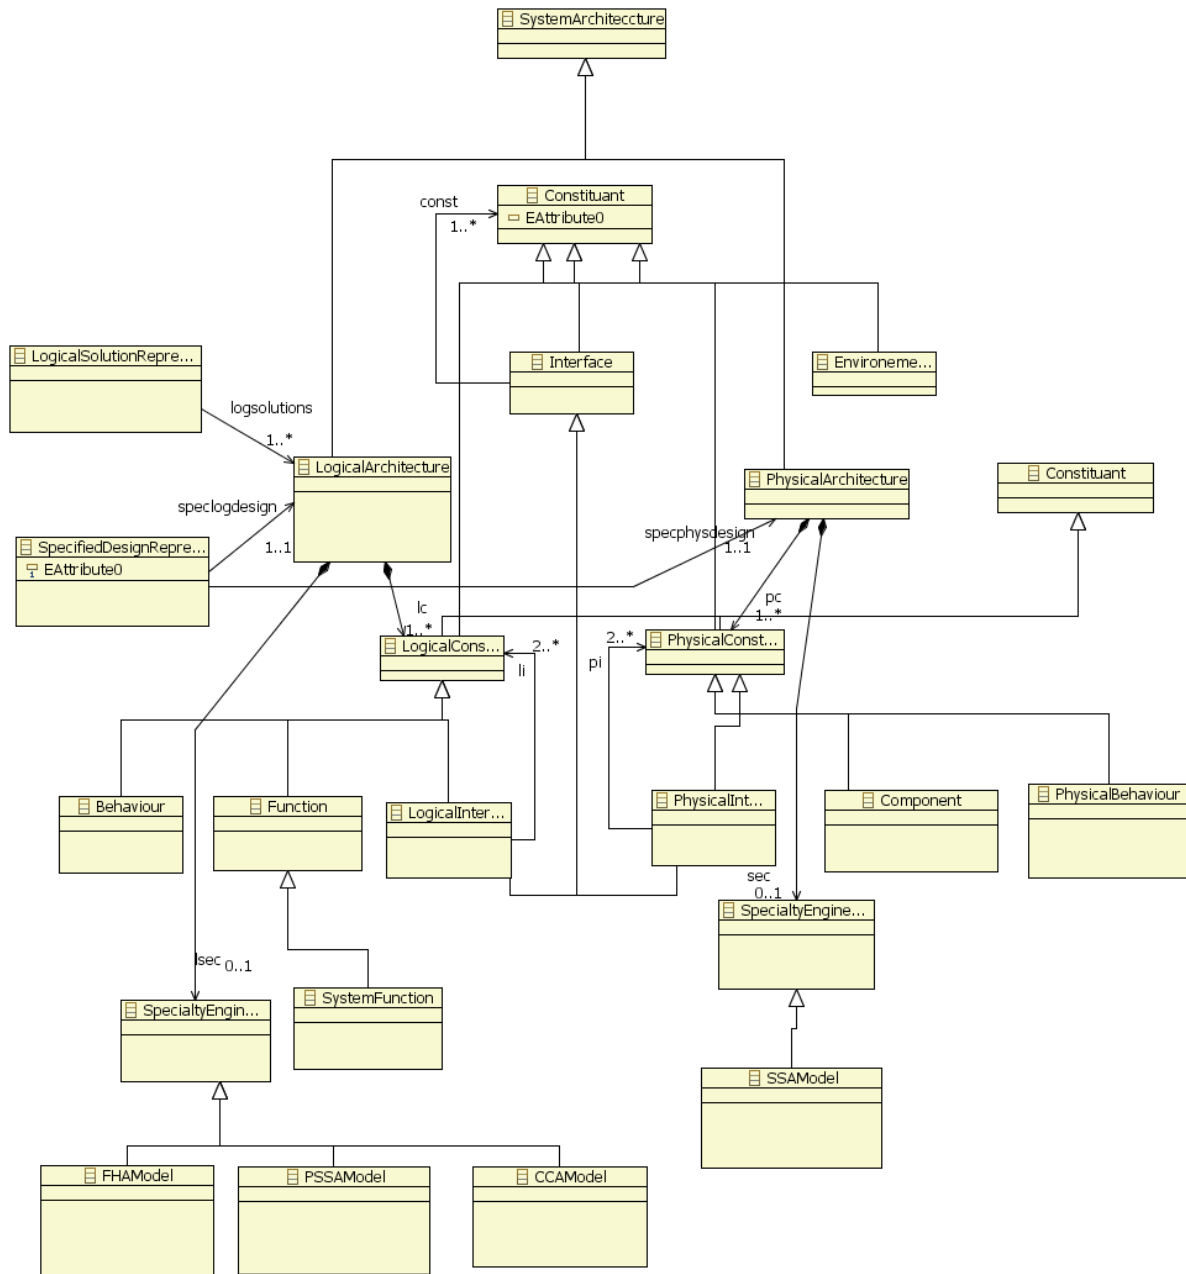 SystemArchiteccture
Constituant
EAttribute0
const
1..*
LogicalSolutionRepre...
Interface
Environeme...
logsolutions
1..*
LogicalArchitecture
PhysicalArchitecture
Constituant
speclogdesign
1..1
SpecifiedDesignRepre...
EAttribute0
specphysdesign
1..1
lc
1..*
pc
1..*
LogicalCons...
2..*
li
2..*
pi
PhysicalConst...
Behaviour
Function
LogicalInter...
PhysicalInt...
Component
PhysicalBehaviour
sec
0..1
SpecialtyEngine...
lsec
0..1
SpecialtyEngin...
SystemFunction
SSAModel
FHAModel
PSSAModel
CCAModel